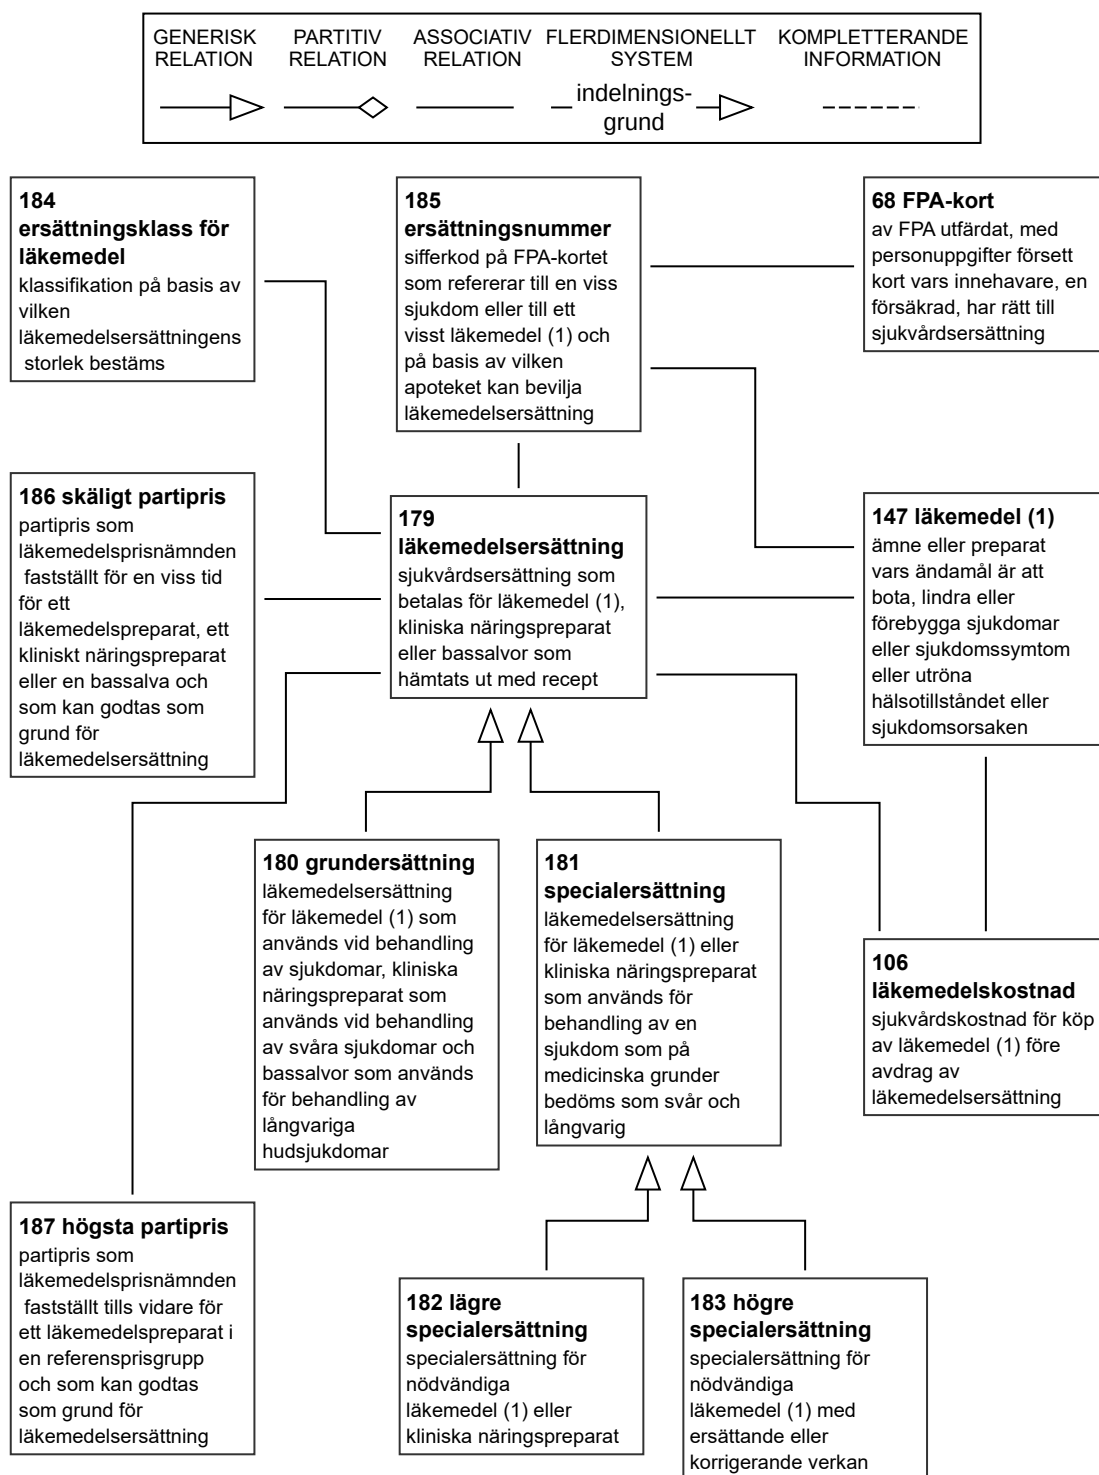 GENERISK
RELATION
PARTITIV
RELATION
ASSOCIATIV
RELATION
FLERDIMENSIONELLT
SYSTEM
KOMPLETTERANDE
INFORMATION
indelnings-
grund
184
ersättningsklass för
läkemedel
klassifikation på basis av
vilken
läkemedelsersättningens
storlek bestäms
185
ersättningsnummer
sifferkod på FPA-kortet
som refererar till en viss
sjukdom eller till ett
visst läkemedel (1) och
på basis av vilken
apoteket kan bevilja
läkemedelsersättning
68 FPA-kort
av FPA utfärdat, med
personuppgifter försett
kort vars innehavare, en
försäkrad, har rätt till
sjukvårdsersättning
186 skäligt partipris
partipris som
läkemedelsprisnämnden
fastställt för en viss tid
för ett
läkemedelspreparat, ett
kliniskt näringspreparat
eller en bassalva och
som kan godtas som
grund för
läkemedelsersättning
179
läkemedelsersättning
sjukvårdsersättning som
betalas för läkemedel (1),
kliniska näringspreparat
eller bassalvor som
hämtats ut med recept
147 läkemedel (1)
ämne eller preparat
vars ändamål är att
bota, lindra eller
förebygga sjukdomar
eller sjukdomssymtom
eller utröna
hälsotillståndet eller
sjukdomsorsaken
180 grundersättning
läkemedelsersättning
för läkemedel (1) som
används vid behandling
av sjukdomar, kliniska
näringspreparat som
används vid behandling
av svåra sjukdomar och
bassalvor som används
för behandling av
långvariga
hudsjukdomar
181
specialersättning
läkemedelsersättning
för läkemedel (1) eller
kliniska näringspreparat
som används för
behandling av en
sjukdom som på
medicinska grunder
bedöms som svår och
långvarig
106
läkemedelskostnad
sjukvårdskostnad för köp
av läkemedel (1) före
avdrag av
läkemedelsersättning
187 högsta partipris
partipris som
läkemedelsprisnämnden
fastställt tills vidare för
ett läkemedelspreparat i
en referensprisgrupp
och som kan godtas
som grund för
läkemedelsersättning
182 lägre
specialersättning
specialersättning för
nödvändiga
läkemedel (1) eller
kliniska näringspreparat
183 högre
specialersättning
specialersättning för
nödvändiga
läkemedel (1) med
ersättande eller
korrigerande verkan